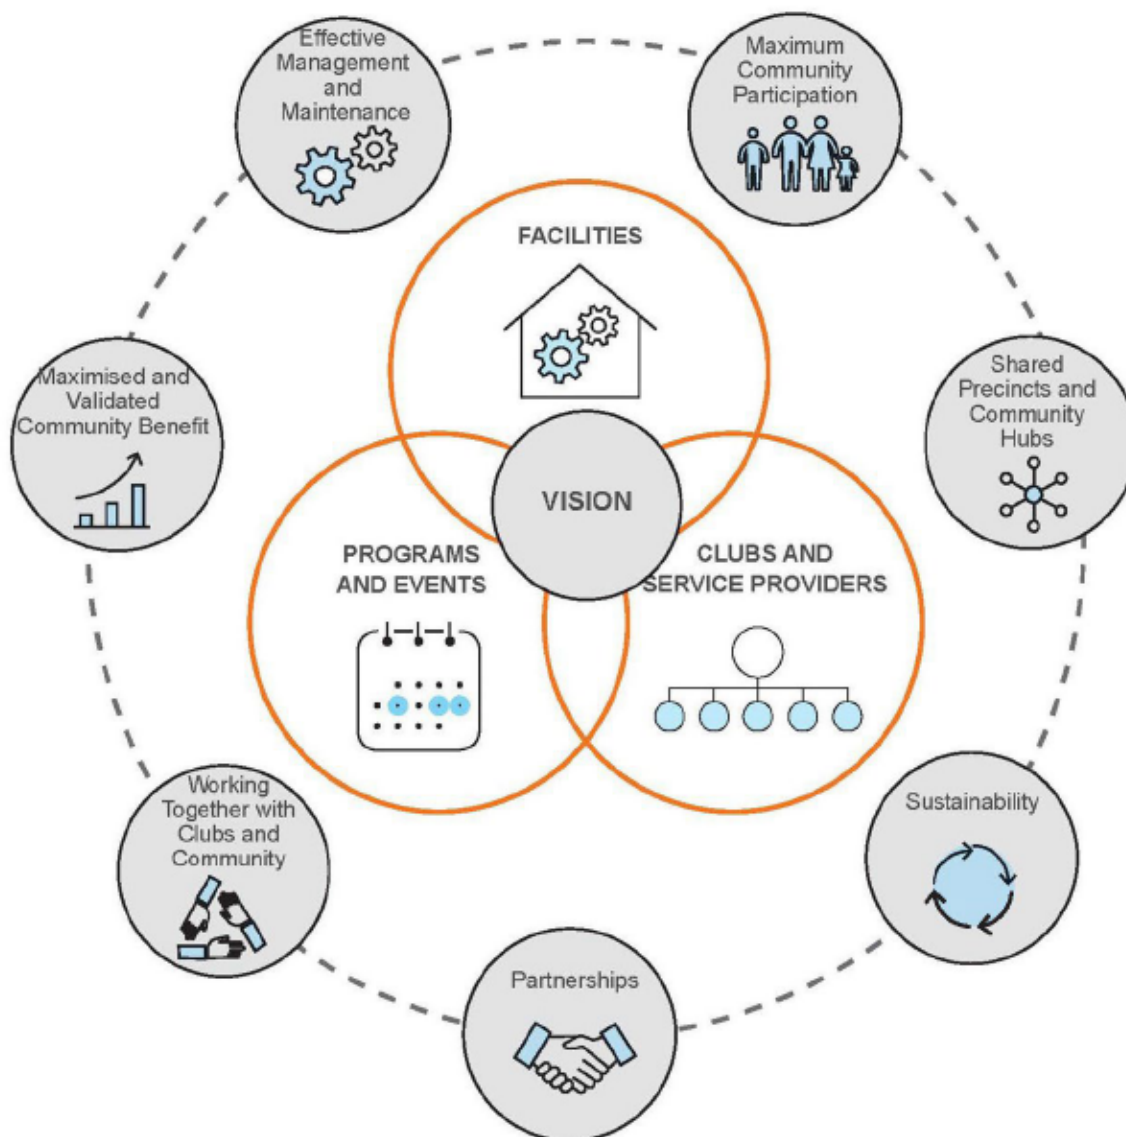 Effective
Management
and
Maintenance
Maximum
Community
Participation
FACILITIES
Maximised and
Validated
Community Benefit
Shared
Precincts and
Community
Hubs
VISION
PROGRAMS
AND EVENTS
CLUBS AND
SERVICE PROVIDERS
Working
Together with
Clubs and
Community
Sustainability
Partnerships